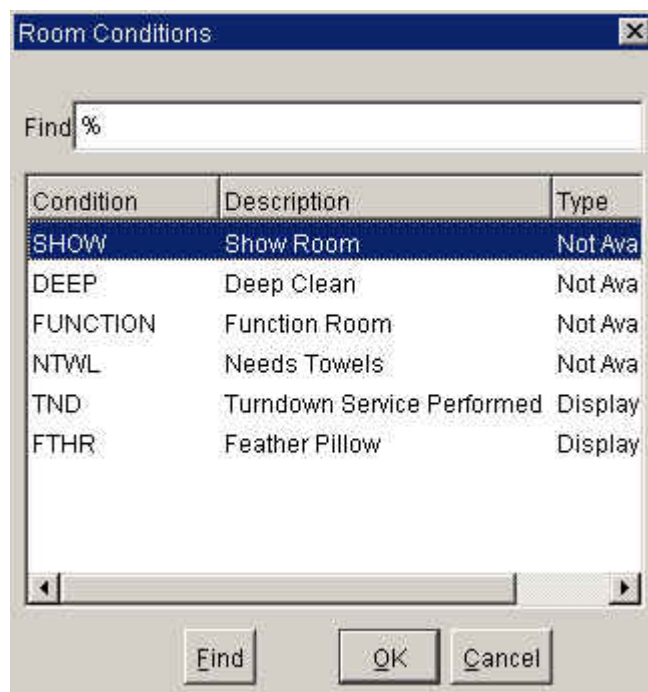 Room Conditions
Find %
Condition Description Type
SHOW Show Room Not Ava
DEEP Deep Clean Not Ava
FUNCTION Function Room Not Ava
NTWL Needs Towels Not Ava
TND Turndown Service Performed Display
FTHR Feather Pillow Display
Find OK Cancel